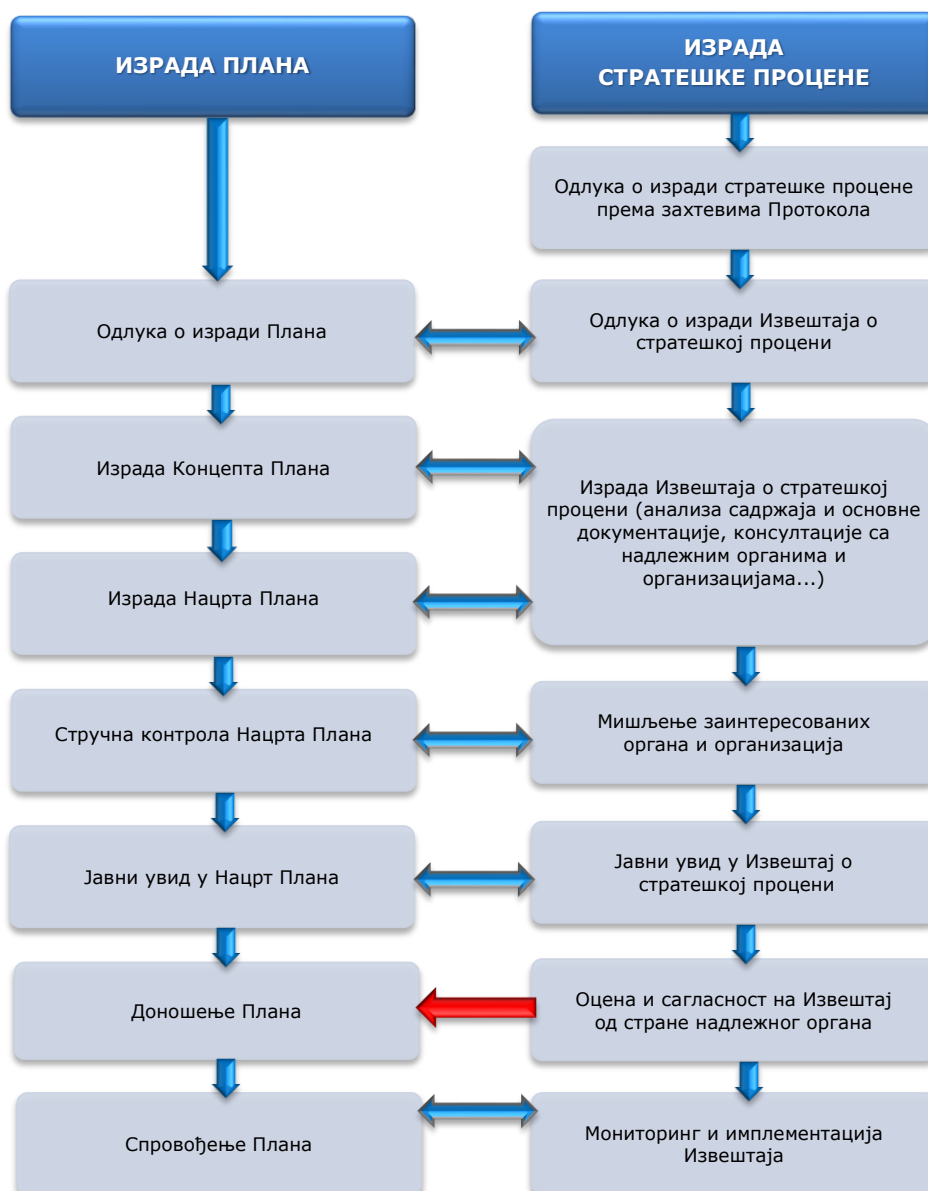 ИЗРАДА ПЛАНА
ИЗРАДА
СТРАТЕШКЕ ПРОЦЕНЕ
Одлука о изради стратешке процене
према захтевима Протокола
Одлука о изради Плана
Одлука о изради Извештаја о
стратешкој процени
Израда Концепта Плана
Израда Извештаја о стратешкој
процени (анализа садржаја и основне
документације, консултације са
надлежним органима и
организацијама...)
Израда Нацрта Плана
Стручна контрола Нацрта Плана
Мишљење заинтересованих
органа и организација
Јавни увид у Нацрт Плана
Јавни увид у Извештај о
стратешкој процени
Доношење Плана
Оцена и сагласност на Извештај
од стране надлежног органа
Спровођење Плана
Мониторинг и имплементација
Извештаја